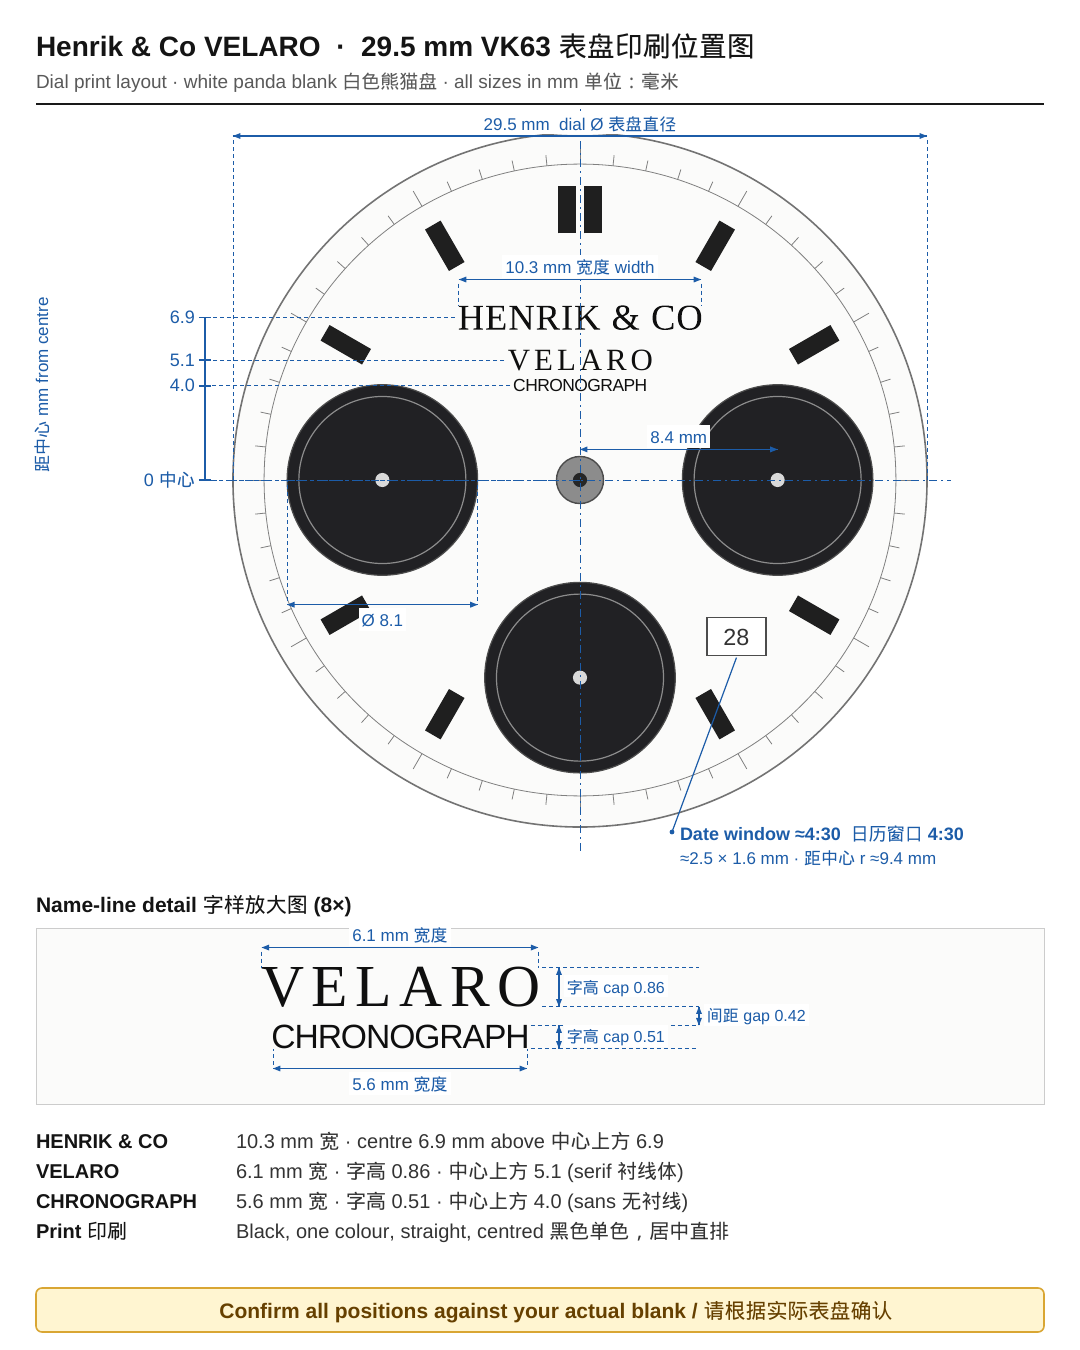 Henrik & Co VELARO · 29.5 mm VK63 表盘印刷位置图
Dial print layout · white panda blank 白色熊猫盘 · all sizes in mm 单位：毫米
29.5 mm dial Ø 表盘直径
10.3 mm 宽度 width
HENRIK & CO
6.9
VELARO
5.1
CHRONOGRAPH
4.0
距中心 mm from centre
8.4 mm
0 中心
Ø 8.1
28
Date window ≈4:30 日历窗口 4:30
≈2.5 × 1.6 mm · 距中心 r ≈9.4 mm
Name-line detail 字样放大图 (8×)
6.1 mm 宽度
VELARO
字高 cap 0.86
间距 gap 0.42
CHRONOGRAPH
字高 cap 0.51
5.6 mm 宽度
HENRIK & CO 10.3 mm 宽 · centre 6.9 mm above 中心上方 6.9
VELARO 6.1 mm 宽 · 字高 0.86 · 中心上方 5.1 (serif 衬线体)
CHRONOGRAPH 5.6 mm 宽 · 字高 0.51 · 中心上方 4.0 (sans 无衬线)
Print 印刷 Black, one colour, straight, centred 黑色单色，居中直排
Confirm all positions against your actual blank / 请根据实际表盘确认